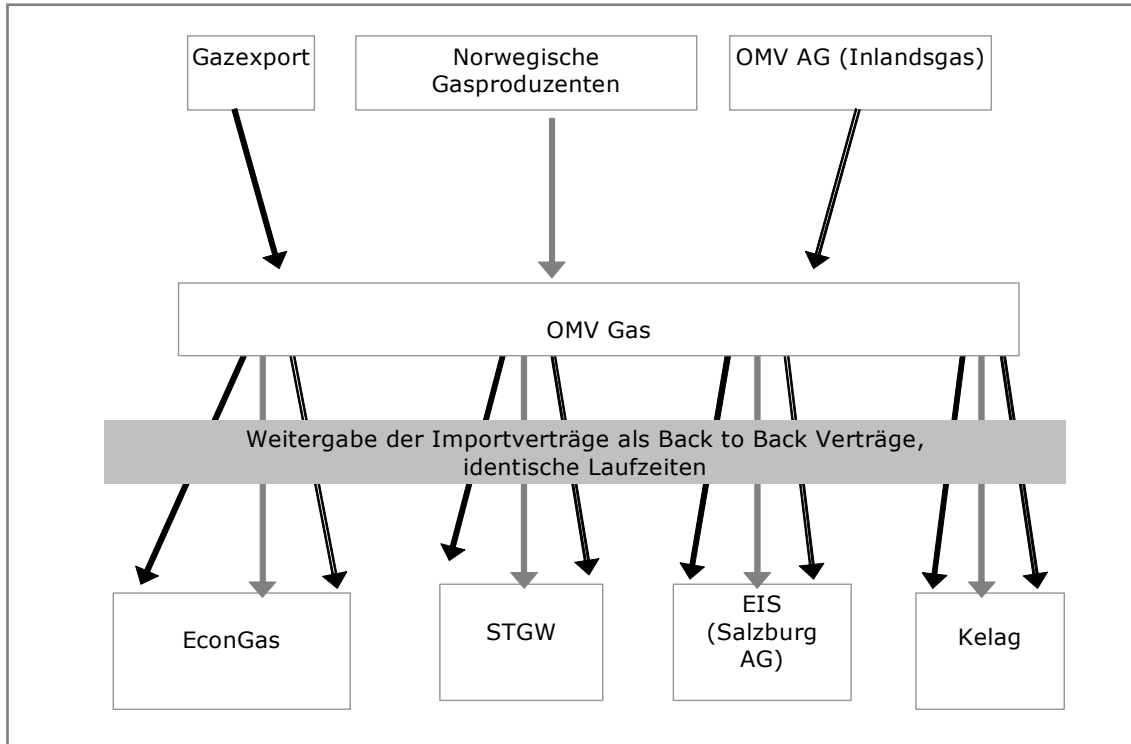 Gazexport
Norwegische
Gasproduzenten
OMV AG (Inlandsgas)
OMV Gas
Weitergabe der Importverträge als Back to Back Verträge,
identische Laufzeiten
EconGas
STGW
EIS
(Salzburg
AG)
Kelag